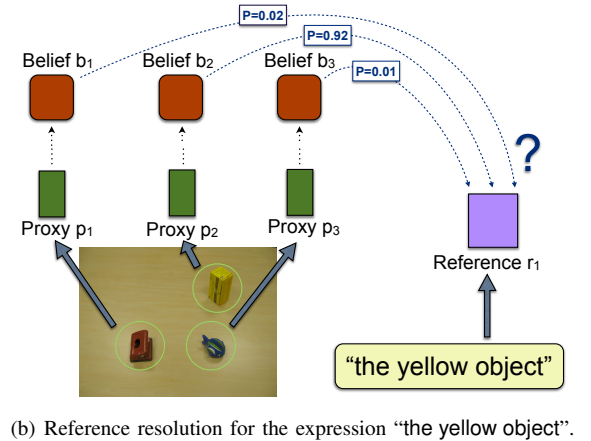 P=0.02
P=0.92
P=0.01
Belief b1 Belief b2 Belief b3
?
Proxy p1 Proxy p2 Proxy p3
Reference r1
“the yellow object”
(b) Reference resolution for the expression “the yellow object”.